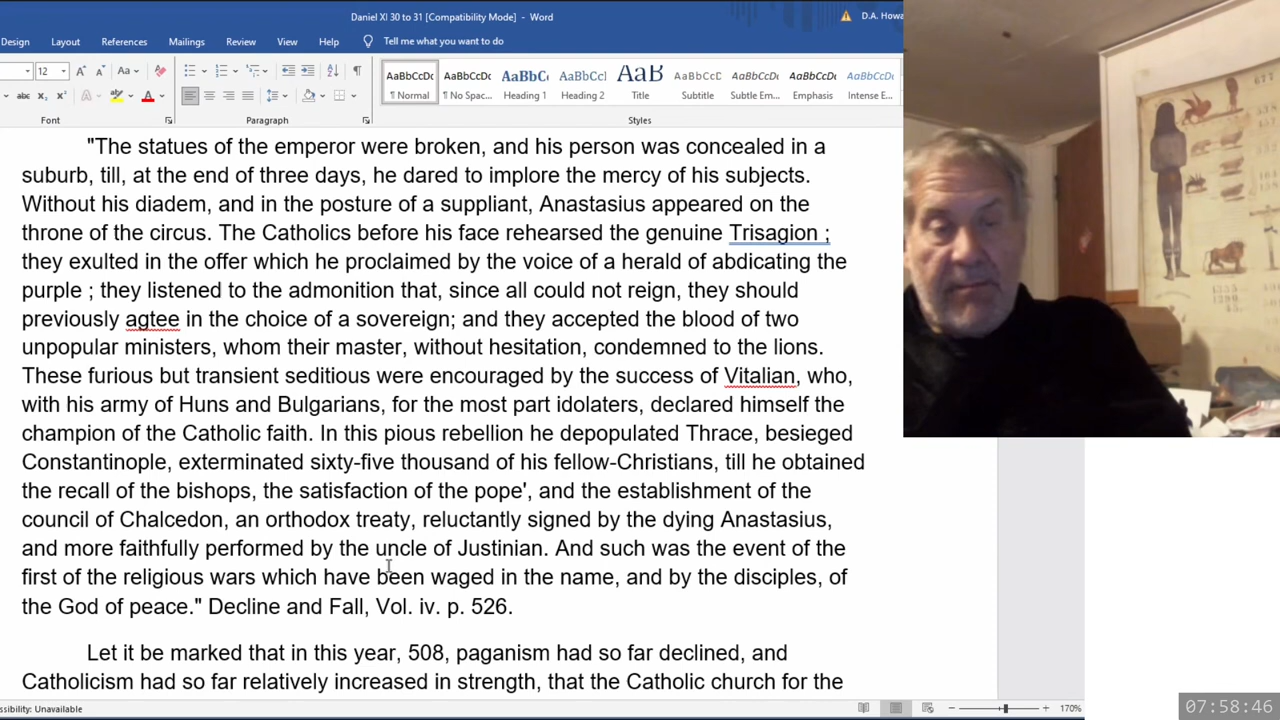 Daniel XI 30 to 31 [Compatibility Mode] - Word
D.A. Howa
Design Layout References Mailings Review View Help Tell me what you want to do
12 Aa
AaBbCcDc AaBbCcDc AaBbC AaBbCcl AaB AaBbCcD AaBbCcDc AaBbCcDc AaBbCcDc
abc x₂ x² A A
¶ Normal ¶ No Spac... Heading 1 Heading 2 Title Subtitle Subtle Em... Emphasis Intense E...
Font Paragraph Styles
"The statues of the emperor were broken, and his person was concealed in a
suburb, till, at the end of three days, he dared to implore the mercy of his subjects.
Without his diadem, and in the posture of a suppliant, Anastasius appeared on the
throne of the circus. The Catholics before his face rehearsed the genuine Trisagion ;
they exulted in the offer which he proclaimed by the voice of a herald of abdicating the
purple ; they listened to the admonition that, since all could not reign, they should
previously agtee in the choice of a sovereign; and they accepted the blood of two
unpopular ministers, whom their master, without hesitation, condemned to the lions.
These furious but transient seditious were encouraged by the success of Vitalian, who,
with his army of Huns and Bulgarians, for the most part idolaters, declared himself the
champion of the Catholic faith. In this pious rebellion he depopulated Thrace, besieged
Constantinople, exterminated sixty-five thousand of his fellow-Christians, till he obtained
the recall of the bishops, the satisfaction of the pope', and the establishment of the
council of Chalcedon, an orthodox treaty, reluctantly signed by the dying Anastasius,
and more faithfully performed by the uncle of Justinian. And such was the event of the
first of the religious wars which have been waged in the name, and by the disciples, of
the God of peace." Decline and Fall, Vol. iv. p. 526.
Let it be marked that in this year, 508, paganism had so far declined, and
Catholicism had so far relatively increased in strength, that the Catholic church for the
ssibility: Unavailable
170%
07:58:46